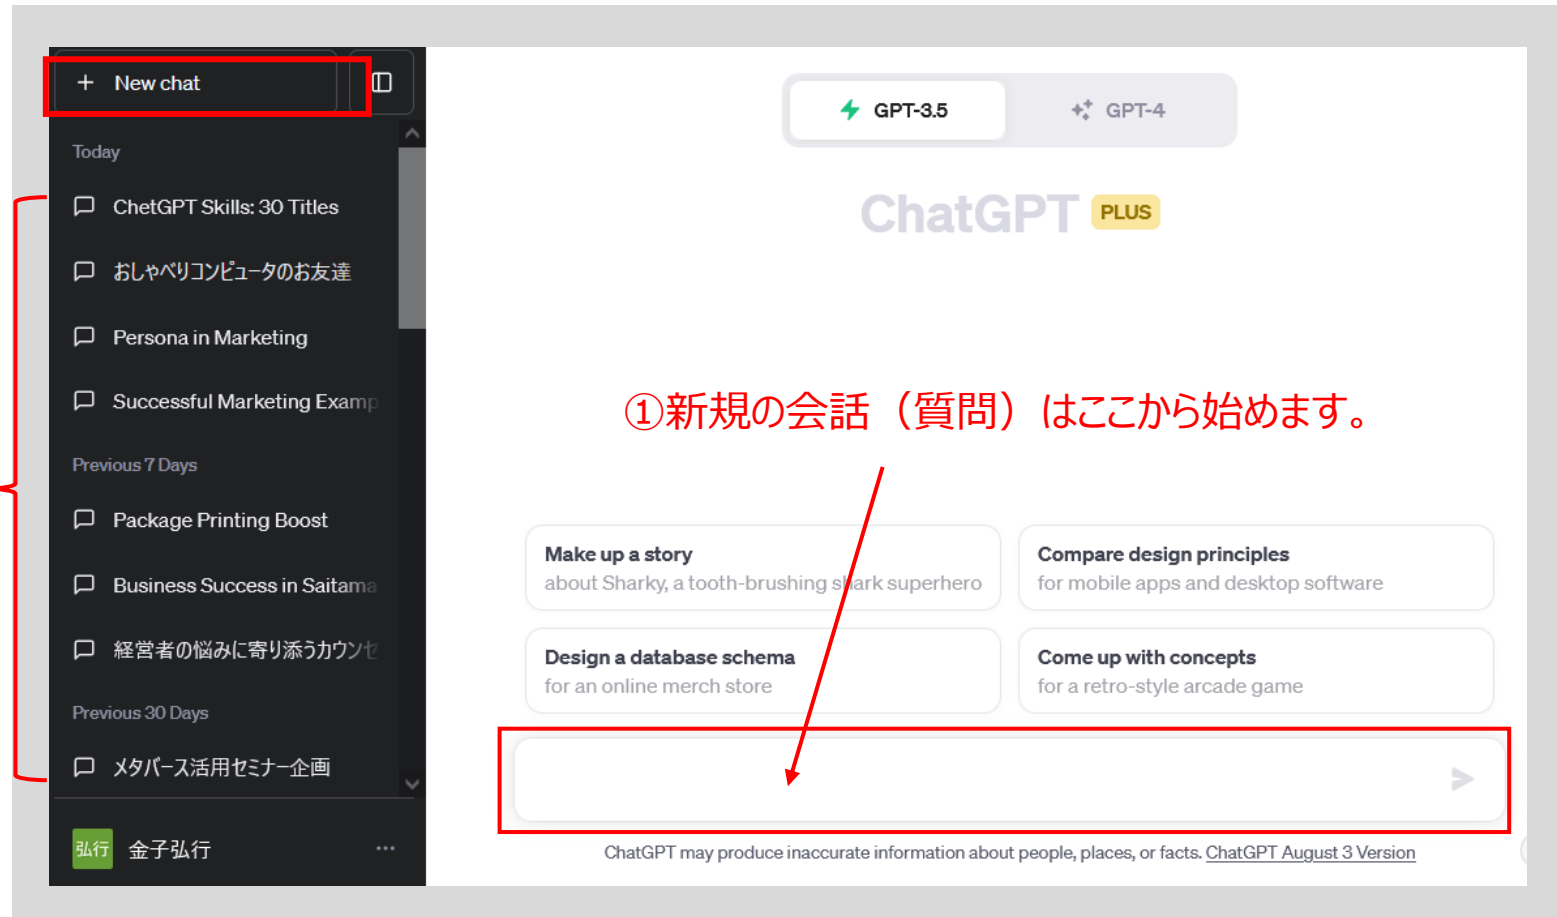 New chat
Today
ChetGPT Skills: 30 Titles
おしゃべりコンピュータのお友達
Persona in Marketing
Successful Marketing Examp
Previous 7 Days
Package Printing Boost
Business Success in Saitama
経営者の悩みに寄り添うカウンセ
Previous 30 Days
メタバース活用セミナー企画
弘行 金子弘行
GPT-3.5
GPT-4
ChatGPT PLUS
①新規の会話（質問）はここから始めます。
Make up a story
about Sharky, a tooth-brushing shark superhero
Compare design principles
for mobile apps and desktop software
Design a database schema
for an online merch store
Come up with concepts
for a retro-style arcade game
ChatGPT may produce inaccurate information about people, places, or facts. ChatGPT August 3 Version